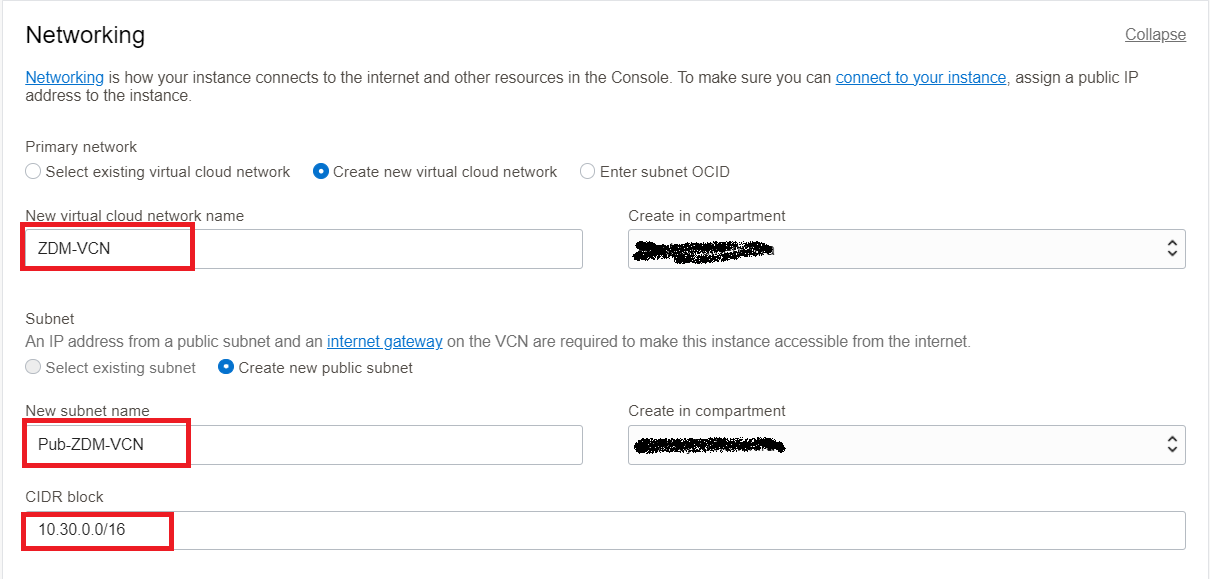 Networking
Collapse
Networking is how your instance connects to the internet and other resources in the Console. To make sure you can connect to your instance, assign a public IP
address to the instance.
Primary network
Select existing virtual cloud network
Create new virtual cloud network
Enter subnet OCID
New virtual cloud network name
Create in compartment
ZDM-VCN
Subnet
An IP address from a public subnet and an internet gateway on the VCN are required to make this instance accessible from the internet.
Select existing subnet
Create new public subnet
New subnet name
Create in compartment
Pub-ZDM-VCN
CIDR block
10.30.0.0/16